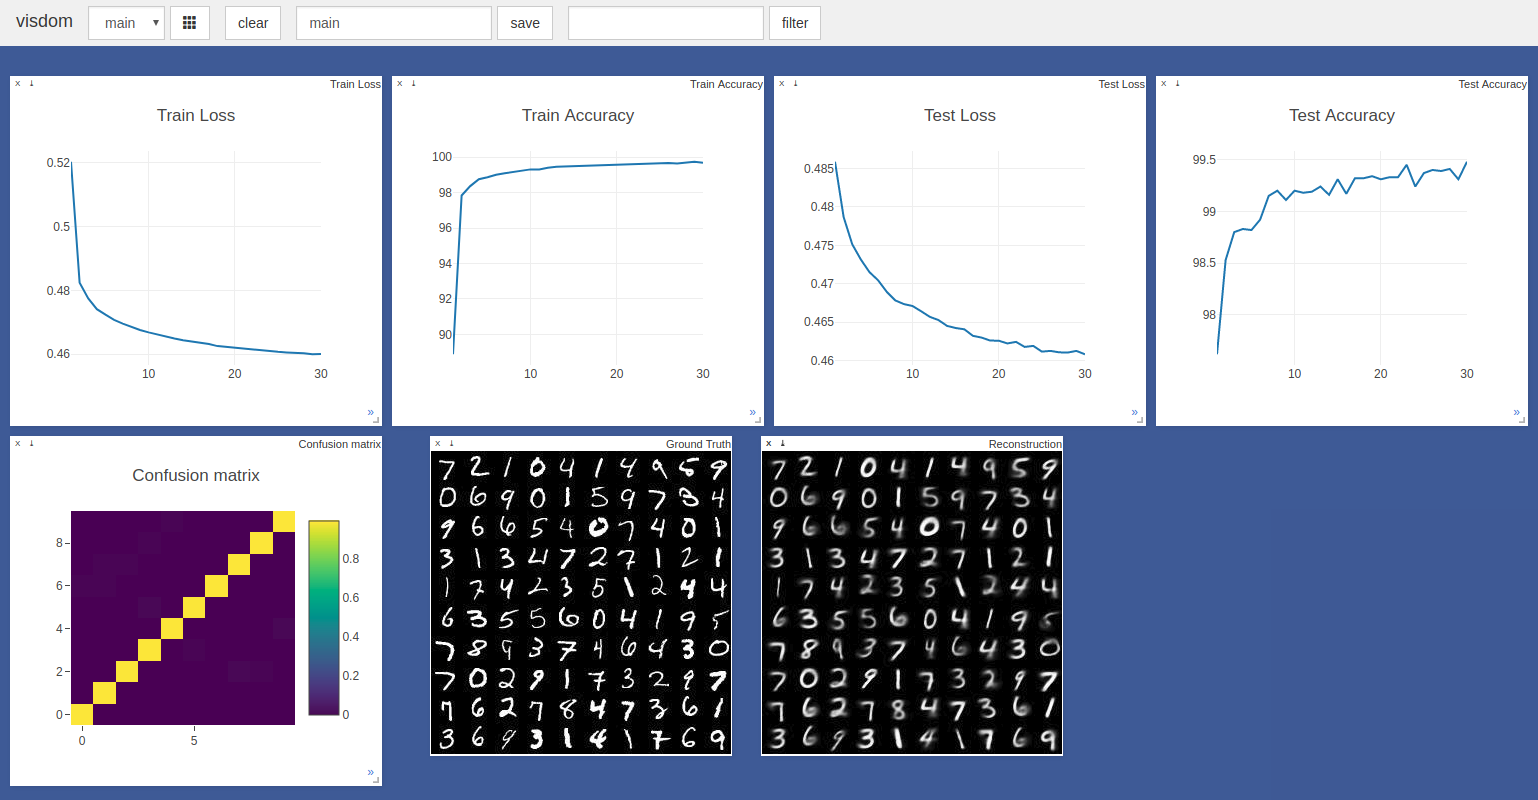 visdom main ▾ clear main save filter
x ↓ Train Loss
Train Loss
0.52
0.5
0.48
0.46
10 20 30
»
x ↓ Train Accuracy
Train Accuracy
100
98
96
94
92
90
10 20 30
»
x ↓ Test Loss
Test Loss
0.485
0.48
0.475
0.47
0.465
0.46
10 20 30
»
x ↓ Test Accuracy
Test Accuracy
99.5
99
98.5
98
10 20 30
»
x ↓ Confusion matrix
Confusion matrix
8
6
4
2
0
0 5
0.8
0.6
0.4
0.2
0
»
x ↓ Ground Truth
7 2 1 0 4 1 4 9 5 9
0 6 9 0 1 5 9 7 3 4
9 6 6 5 4 0 7 4 0 1
3 1 3 4 7 2 7 1 2 1
1 7 4 2 3 5 1 2 4 4
6 3 5 5 6 0 4 1 9 5
7 8 9 3 7 4 6 4 3 0
7 0 2 9 1 7 3 2 9 7
7 6 2 7 8 4 7 3 6 1
3 6 9 3 1 4 1 7 6 9
x ↓ Reconstruction
7 2 1 0 4 1 4 9 5 9
0 6 9 0 1 5 9 7 3 4
9 6 6 5 4 0 7 4 0 1
3 1 3 4 7 2 7 1 2 1
1 7 4 2 3 5 1 2 4 4
6 3 5 5 6 0 4 1 9 5
7 8 9 3 7 4 6 4 3 0
7 0 2 9 1 7 3 2 9 7
7 6 2 7 8 4 7 3 6 1
3 6 9 3 1 4 1 7 6 9